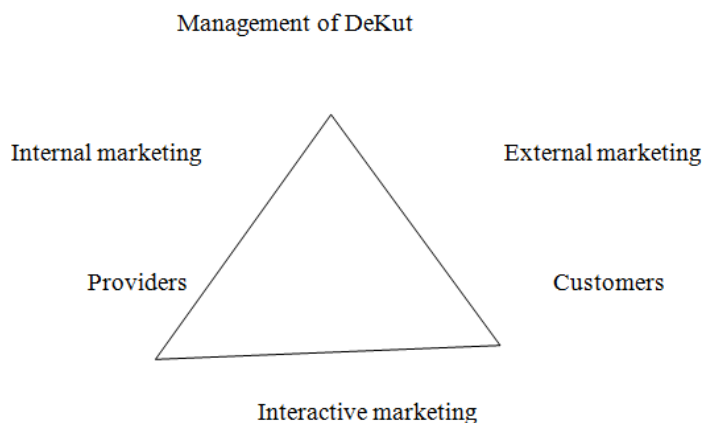 Management of DeKut
Internal marketing
External marketing
Providers
Customers
Interactive marketing